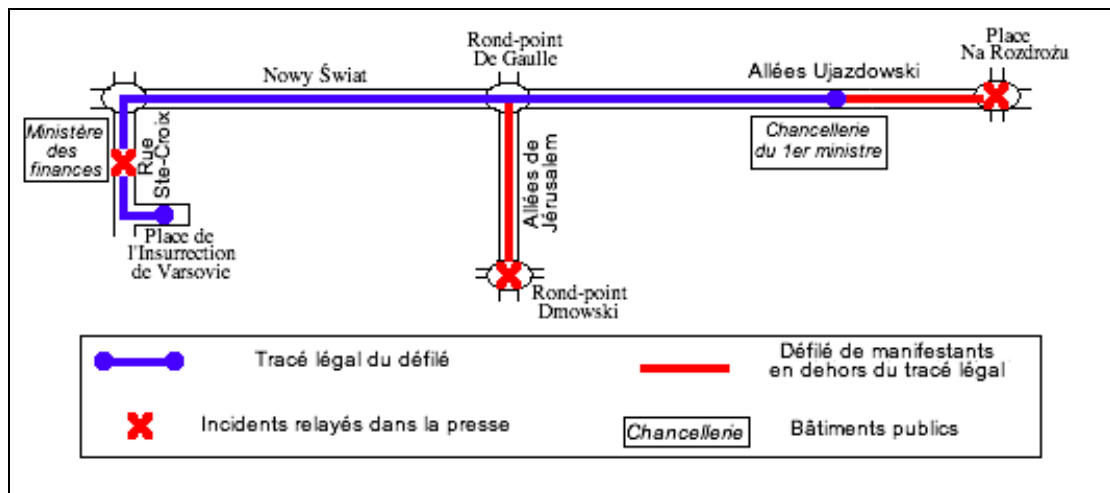 Place
Na Rozdrożu
Rond-point
De Gaulle
Nowy Świat
Allées Ujazdowski
Ministère
des
finances
Rue
Ste-Croix
Chancellerie
du 1er ministre
Allées de
Jérusalem
Place de
l'Insurrection
de Varsovie
Rond-point
Dmowski
Tracé légal du défilé
Défilé de manifestants
en dehors du tracé légal
Incidents relayés dans la presse
Chancellerie
Bâtiments publics